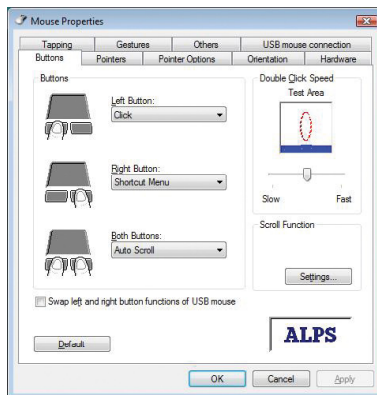 Mouse Properties
Tapping Gestures Others USB mouse connection
Buttons Pointers Pointer Options Orientation Hardware
Buttons
Left Button:
Click
Right Button:
Shortcut Menu
Both Buttons:
Auto Scroll
Double Click Speed
Test Area
Slow Fast
Scroll Function
Settings...
Swap left and right button functions of USB mouse
Default
ALPS
OK Cancel Apply